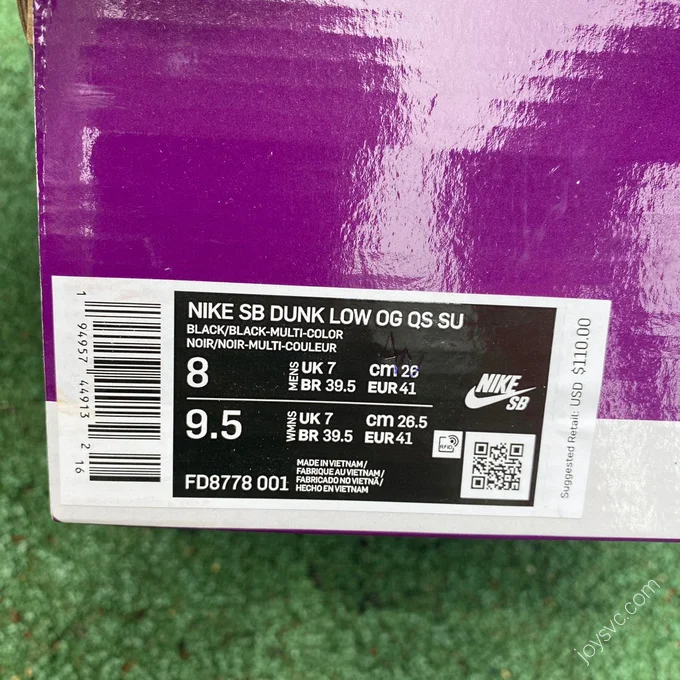 NIKE SB DUNK LOW OG QS SU
BLACK/BLACK-MULTI-COLOR
NOIR/NOIR-MULTI-COULEUR
8 MENS UK 7 cm 26
BR 39.5 EUR 41
9.5 WMNS UK 7 cm 26.5
BR 39.5 EUR 41
NIKE
SB
RFID
FD8778 001
MADE IN VIETNAM/
FABRIQUE AU VIETNAM/
FABRICADO NO VIETNÃ/
HECHO EN VIETNAM
1 94957 44913 2 16
Suggested Retail: USD $110.00
joysvc.com